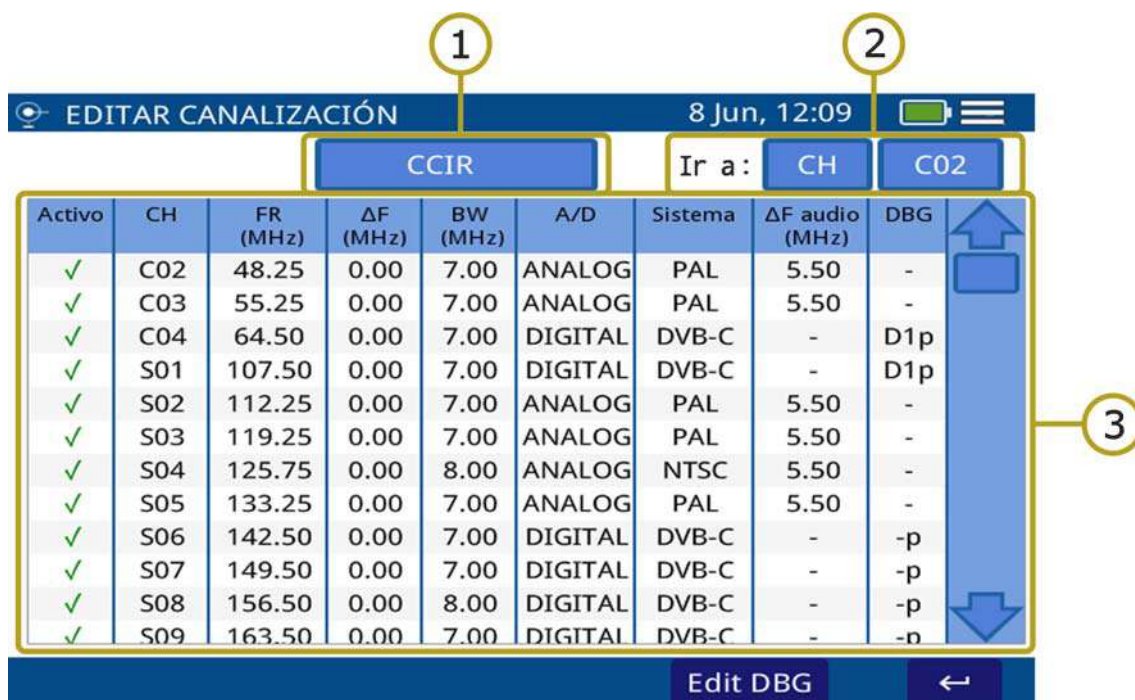 1
2
EDITAR CANALIZACIÓN 8 Jun, 12:09
CCIR Ir a: CH C02
Activo CH FR (MHz) ΔF (MHz) BW (MHz) A/D Sistema ΔF audio (MHz) DBG
√ C02 48.25 0.00 7.00 ANALOG PAL 5.50 -
√ C03 55.25 0.00 7.00 ANALOG PAL 5.50 -
√ C04 64.50 0.00 7.00 DIGITAL DVB-C - D1p
√ S01 107.50 0.00 7.00 DIGITAL DVB-C - D1p
√ S02 112.25 0.00 7.00 ANALOG PAL 5.50 -
√ S03 119.25 0.00 7.00 ANALOG PAL 5.50 -
3
√ S04 125.75 0.00 8.00 ANALOG NTSC 5.50 -
√ S05 133.25 0.00 7.00 ANALOG PAL 5.50 -
√ S06 142.50 0.00 7.00 DIGITAL DVB-C - -p
√ S07 149.50 0.00 7.00 DIGITAL DVB-C - -p
√ S08 156.50 0.00 8.00 DIGITAL DVB-C - -p
√ S09 163.50 0.00 7.00 DIGITAL DVB-C - -p
Edit DBG